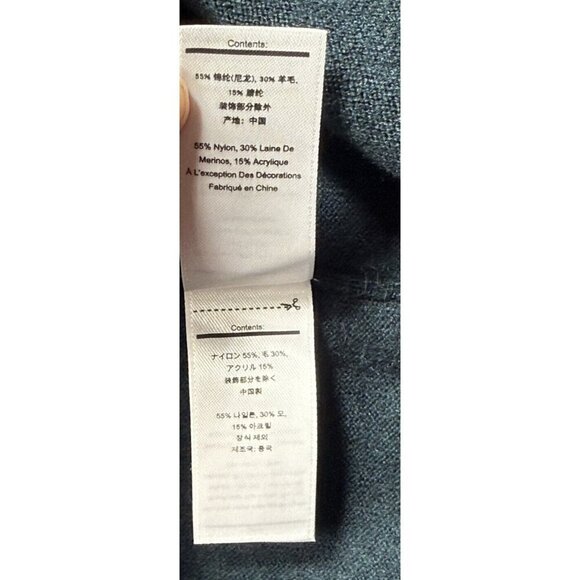 Contents:
55% 锦纶(尼龙), 30% 羊毛,
15% 腈纶
装饰部分除外
产地: 中国
55% Nylon, 30% Laine De
Merinos, 15% Acrylique
À L'exception Des Décorations
Fabriqué en Chine
Contents:
ナイロン 55%, 毛 30%,
アクリル 15%
装飾部分を除く
中国製
55% 나일론, 30% 모,
15% 아크릴
장식 제외
제조국: 중국